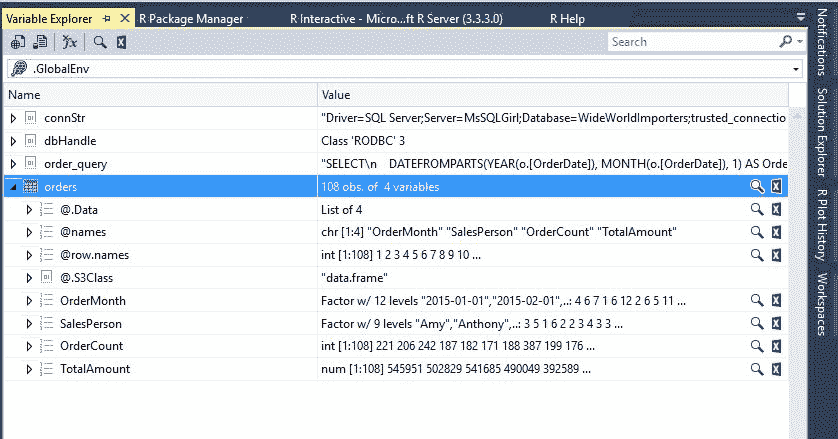 Variable Explorer
R Package Manager
R Interactive - Micro...ft R Server (3.3.3.0)
R Help
Search
.GlobalEnv
Name Value
connStr "Driver=SQL Server;Server=MsSQLGirl;Database=WideWorldImporters;trusted_connectio
dbHandle Class 'RODBC' 3
order_query "SELECT\n DATEFROMPARTS(YEAR(o.[OrderDate]), MONTH(o.[OrderDate]), 1) AS Orde
orders 108 obs. of 4 variables
@.Data List of 4
@names chr [1:4] "OrderMonth" "SalesPerson" "OrderCount" "TotalAmount"
@row.names int [1:108] 1 2 3 4 5 6 7 8 9 10 ...
@.S3Class "data.frame"
OrderMonth Factor w/ 12 levels "2015-01-01","2015-02-01",..: 4 6 7 1 6 12 2 6 5 11 ...
SalesPerson Factor w/ 9 levels "Amy","Anthony",..: 3 5 1 6 2 2 3 4 3 3 ...
OrderCount int [1:108] 221 206 242 187 182 171 188 387 199 176 ...
TotalAmount num [1:108] 545951 502829 541685 490049 392589 ...
Notifications
Solution Explorer
R Plot History
Workspaces